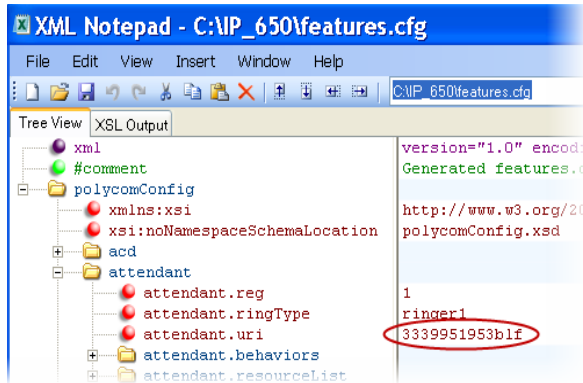 XML Notepad - C:\IP_650\features.cfg
File Edit View Insert Window Help
C:\IP_650\features.cfg
Tree View XSL Output
xml version="1.0" encod
#comment Generated features.
polycomConfig
xmlns:xsi http://www.w3.org/20
xsi:noNamespaceSchemaLocation polycomConfig.xsd
acd
attendant
attendant.reg 1
attendant.ringType ringer1
attendant.uri 3339951953blf
attendant.behaviors
attendant.resourceList